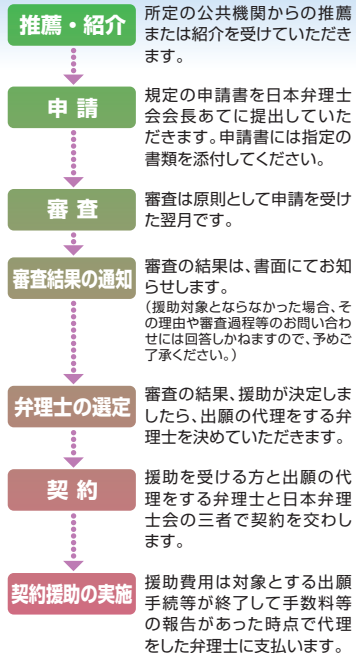 推薦・紹介
所定の公共機関からの推薦
または紹介を受けていただき
ます。
申 請
規定の申請書を日本弁理士
会会長あてに提出していた
だきます。申請書には指定の
書類を添付してください。
審 査
審査は原則として申請を受け
た翌月です。
審査結果の通知
審査の結果は、書面にてお知
らせします。
（援助対象とならなかった場合、そ
の理由や審査過程等のお問い合わ
せには回答しかねますので、予めご
了承ください。）
弁理士の選定
審査の結果、援助が決定しま
したら、出願の代理をする弁
理士を決めていただきます。
契 約
援助を受ける方と出願の代
理をする弁理士と日本弁理
士会の三者で契約を交わし
ます。
契約援助の実施
援助費用は対象とする出願
手続等が終了して手数料等
の報告があった時点で代理
をした弁理士に支払います。